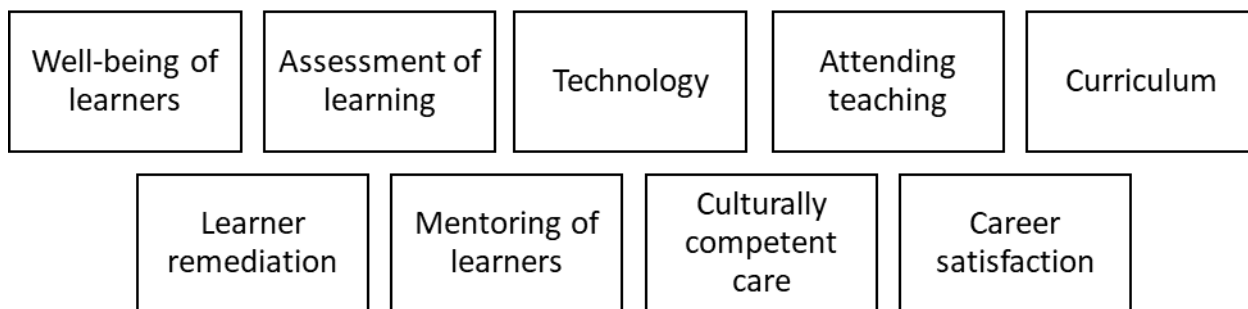 Well-being of
learners
Assessment of
learning
Technology
Attending
teaching
Curriculum
Learner
remediation
Mentoring of
learners
Culturally
competent
care
Career
satisfaction